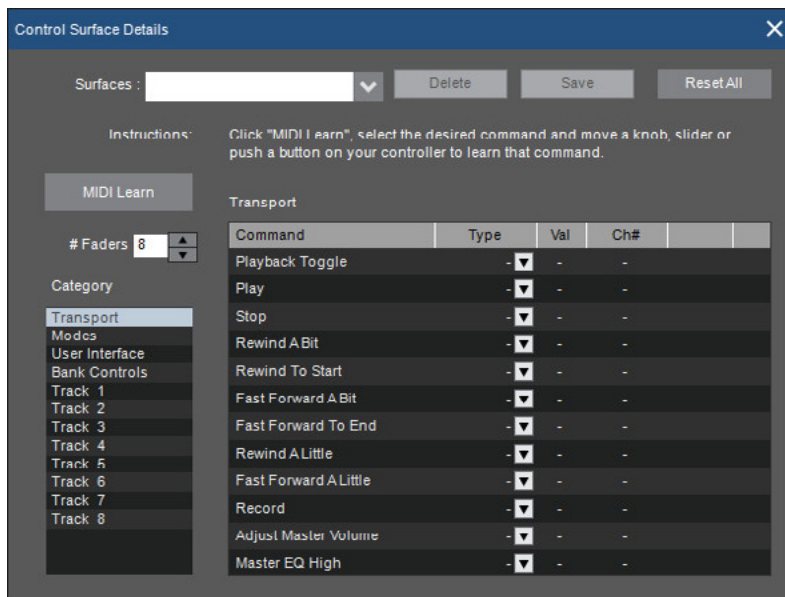 Control Surface Details
Surfaces :
Delete
Save
Reset All
Instructions:
Click "MIDI Learn", select the desired command and move a knob, slider or
push a button on your controller to learn that command.
MIDI Learn
# Faders 8
Category
Transport
Modes
User Interface
Bank Controls
Track 1
Track 2
Track 3
Track 4
Track 5
Track 6
Track 7
Track 8
Transport
Command Type Val Ch#
Playback Toggle - - -
Play - - -
Stop - - -
Rewind A Bit - - -
Rewind To Start - - -
Fast Forward A Bit - - -
Fast Forward To End - - -
Rewind A Little - - -
Fast Forward A Little - - -
Record - - -
Adjust Master Volume - - -
Master EQ High - - -